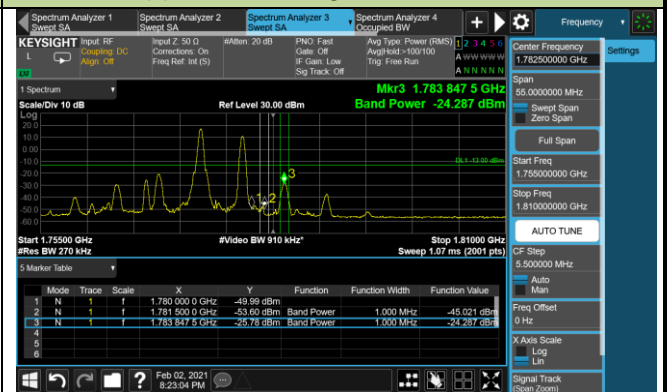 Spectrum Analyzer 1
Swept SA
Spectrum Analyzer 2
Swept SA
Spectrum Analyzer 3
Swept SA
Spectrum Analyzer 4
Occupied BW
Frequency
KEYSIGHT
L
Input: RF
Coupling: DC
Align: Off
Input Z: 50 Ω
Corrections: On
Freq Ref: Int (S)
#Atten: 20 dB
PNO: Fast
Gate: Off
IF Gain: Low
Sig Track: Off
Avg Type: Power (RMS)
Avg|Hold:>100/100
Trig: Free Run
1 2 3 4 5 6
A W W W W W
A N N N N N
1 Spectrum
Scale/Div 10 dB
Ref Level 30.00 dBm
Mkr3 1.783 847 5 GHz
Band Power -24.287 dBm
Log
20.0
10.0
0.00
-10.0
-20.0
-30.0
-40.0
-50.0
-60.0
DL1 -13.00 dBm
1
2
3
Start 1.75500 GHz
#Video BW 910 kHz*
Stop 1.81000 GHz
#Res BW 270 kHz
Sweep 1.07 ms (2001 pts)
5 Marker Table
Mode Trace Scale X Y Function Function Width Function Value
1 N 1 f 1.780 000 0 GHz -49.99 dBm
2 N 1 f 1.781 500 0 GHz -53.60 dBm Band Power 1.000 MHz -45.021 dBm
3 N 1 f 1.783 847 5 GHz -25.78 dBm Band Power 1.000 MHz -24.287 dBm
4
5
6
Feb 02, 2021
8:23:04 PM
Center Frequency
1.782500000 GHz
Settings
Span
55.0000000 MHz
Swept Span
Zero Span
Full Span
Start Freq
1.755000000 GHz
Stop Freq
1.810000000 GHz
AUTO TUNE
CF Step
5.500000 MHz
Auto
Man
Freq Offset
0 Hz
X Axis Scale
Log
Lin
Signal Track
(Span Zoom)